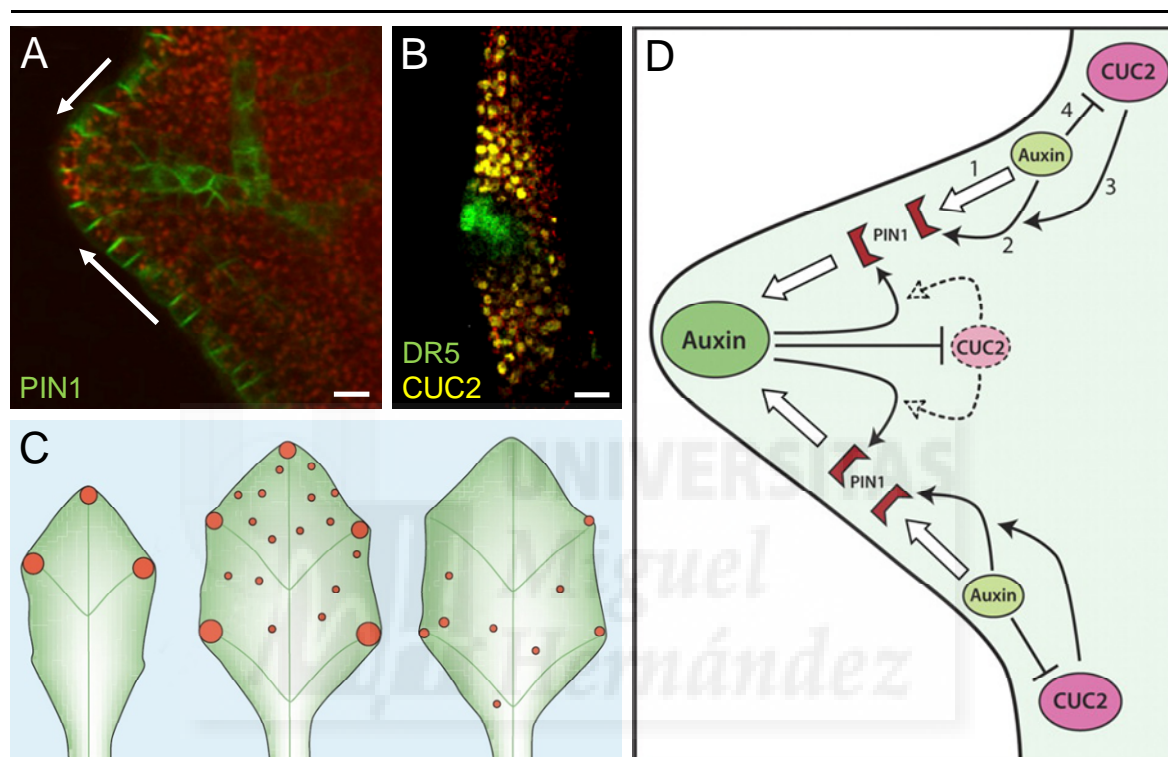 A
PIN1
B
DR5
CUC2
C
D
CUC2
4
Auxin
1
3
PIN1
2
Auxin
CUC2
PIN1
Auxin
CUC2
UNIVERSITAS
Miguel
Hernández